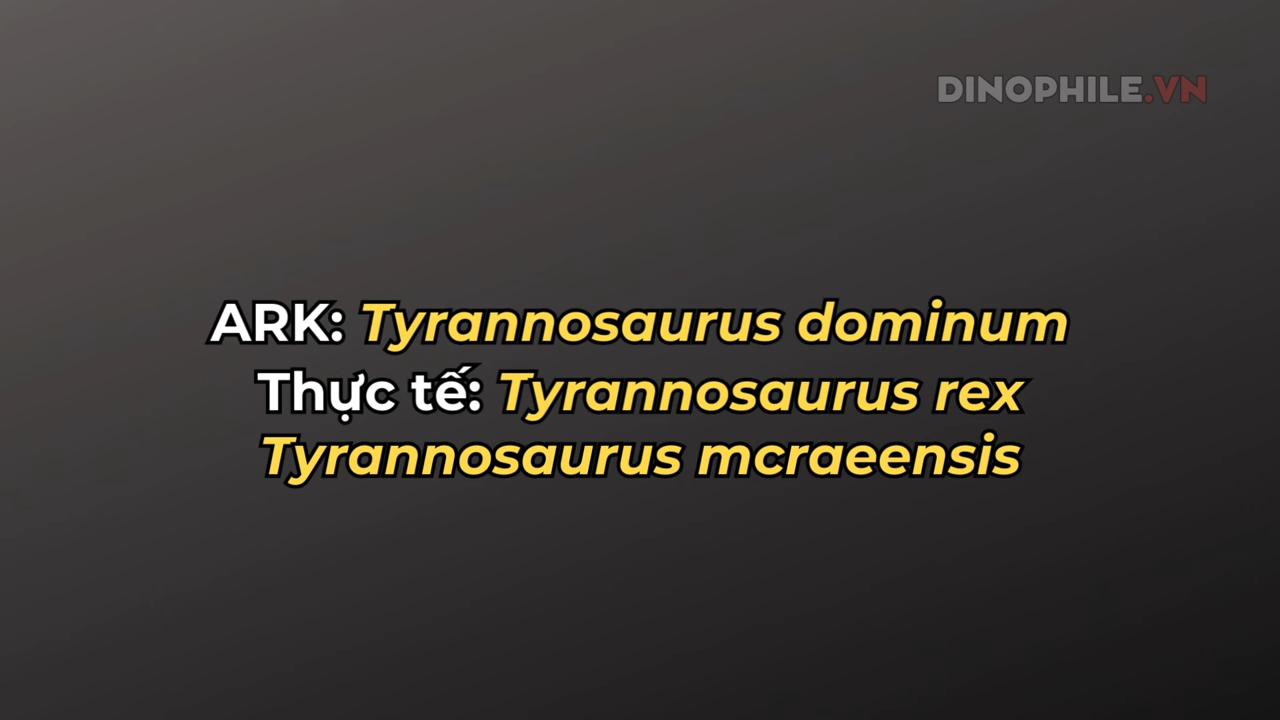 DINOPHILE.VN
ARK: Tyrannosaurus dominum
Thực tế: Tyrannosaurus rex
Tyrannosaurus mcraeensis